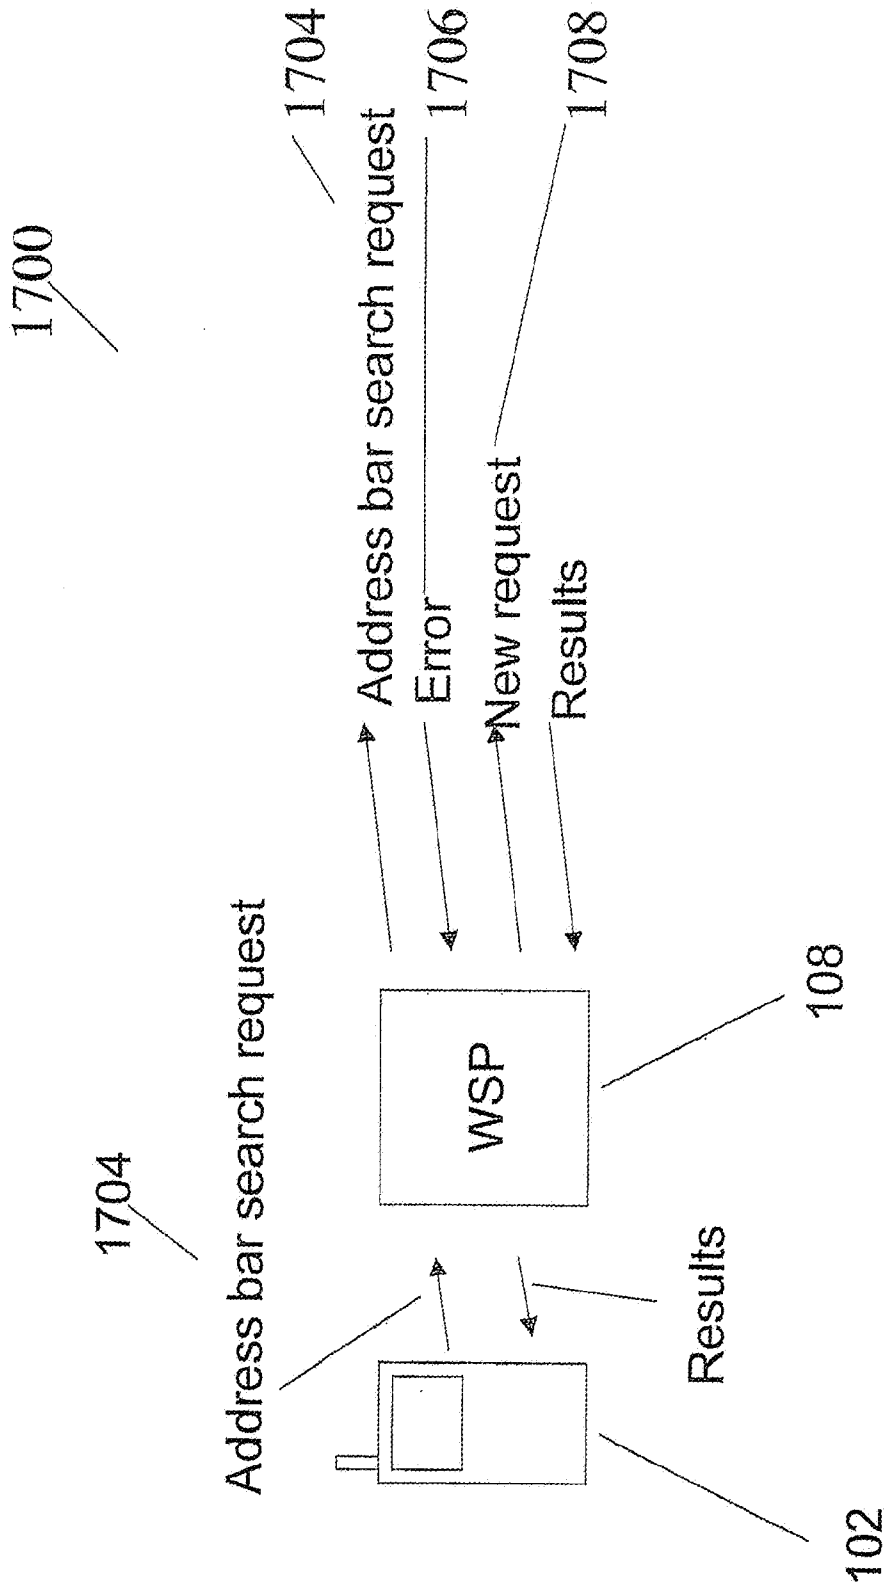 1700
1704
Address bar search request
1704
Address bar search request
1706
Error
1708
New request
Results
WSP
108
Results
102